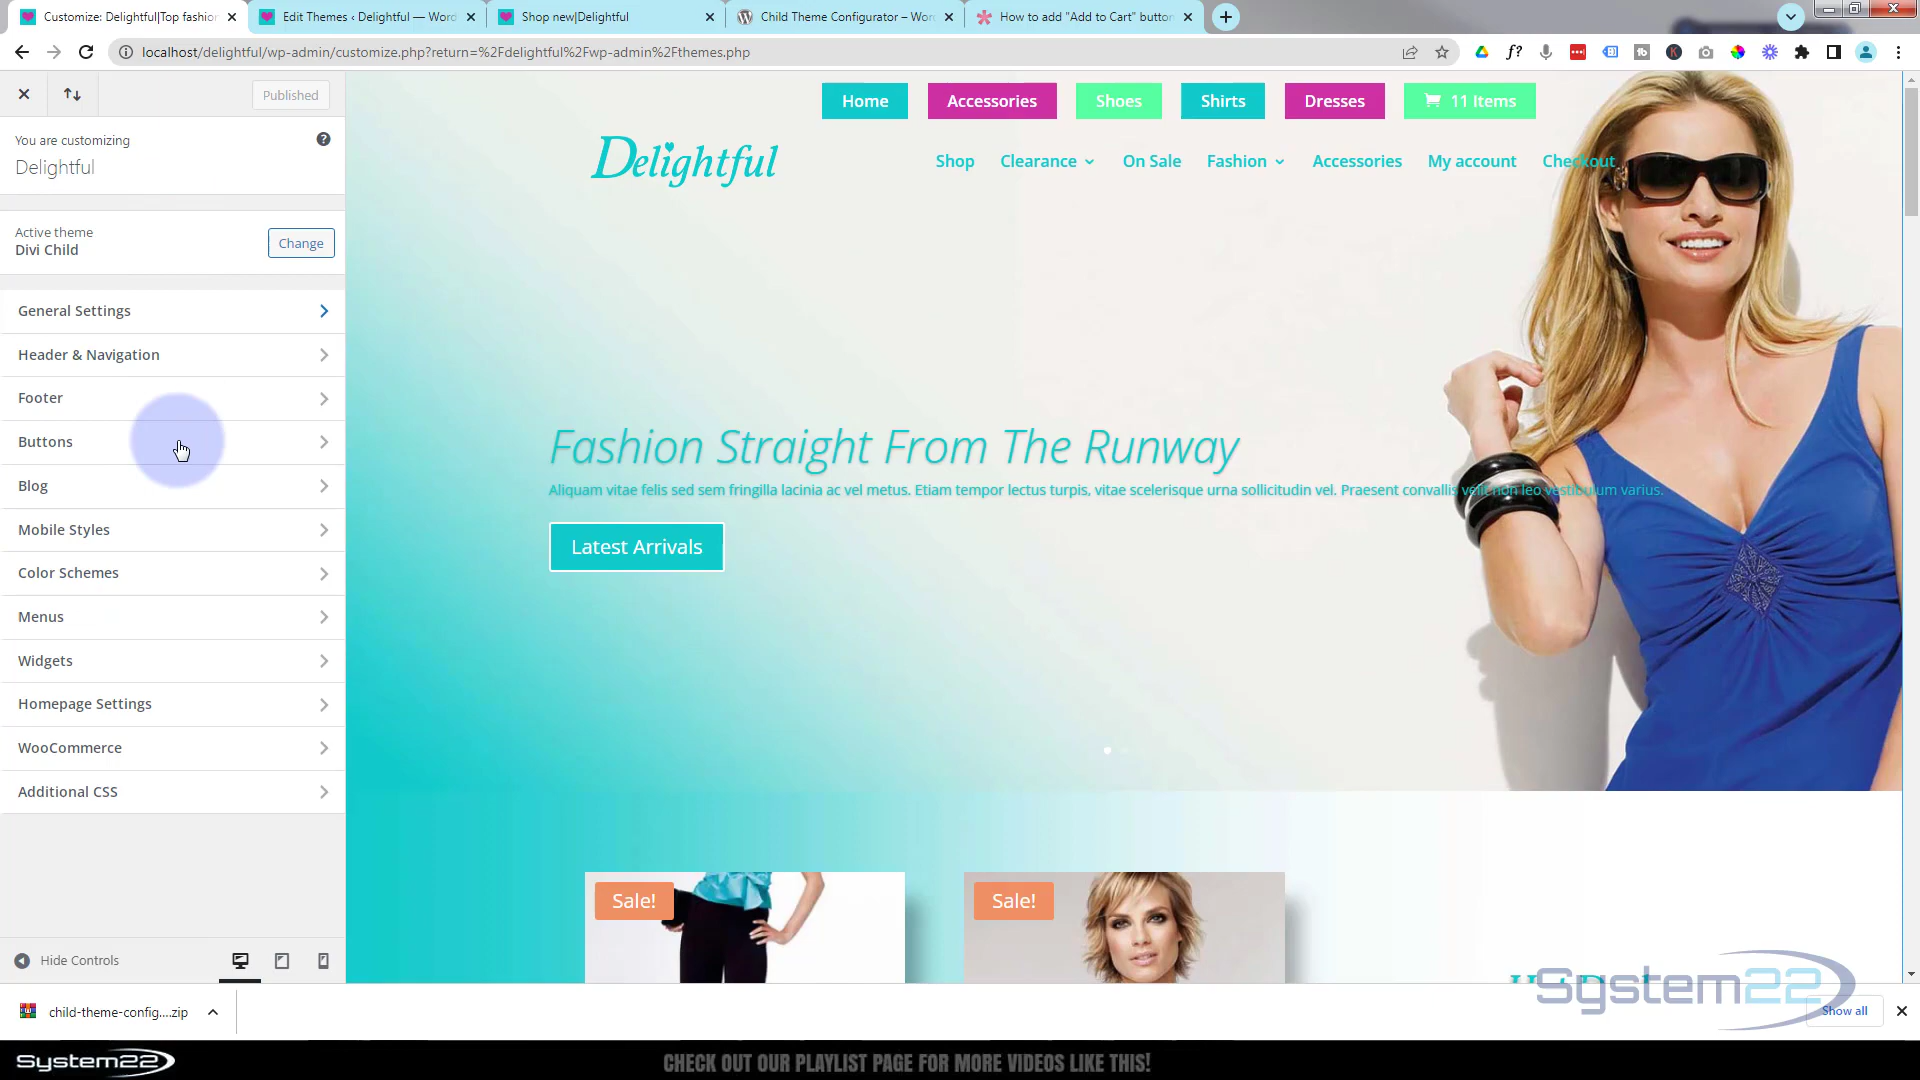 Customize: Delightful|Top fashion
Edit Themes ‹ Delightful — Word
Shop new|Delightful
Child Theme Configurator – Word
How to add "Add to Cart" button
localhost/delightful/wp-admin/customize.php?return=%2Fdelightful%2Fwp-admin%2Fthemes.php
Published
You are customizing
Delightful
Active theme
Divi Child
Change
General Settings
Header & Navigation
Footer
Buttons
Blog
Mobile Styles
Color Schemes
Menus
Widgets
Homepage Settings
WooCommerce
Additional CSS
Hide Controls
Home
Accessories
Shoes
Shirts
Dresses
11 Items
Delightful
Shop
Clearance
On Sale
Fashion
Accessories
My account
Checkout
Fashion Straight From The Runway
Aliquam vitae felis sed sem fringilla lacinia ac vel metus. Etiam tempor lectus turpis, vitae scelerisque urna sollicitudin vel. Praesent convallis velit non leo vestibulum varius.
Latest Arrivals
Sale!
Sale!
System22
child-theme-config....zip
Show all
System22
CHECK OUT OUR PLAYLIST PAGE FOR MORE VIDEOS LIKE THIS!